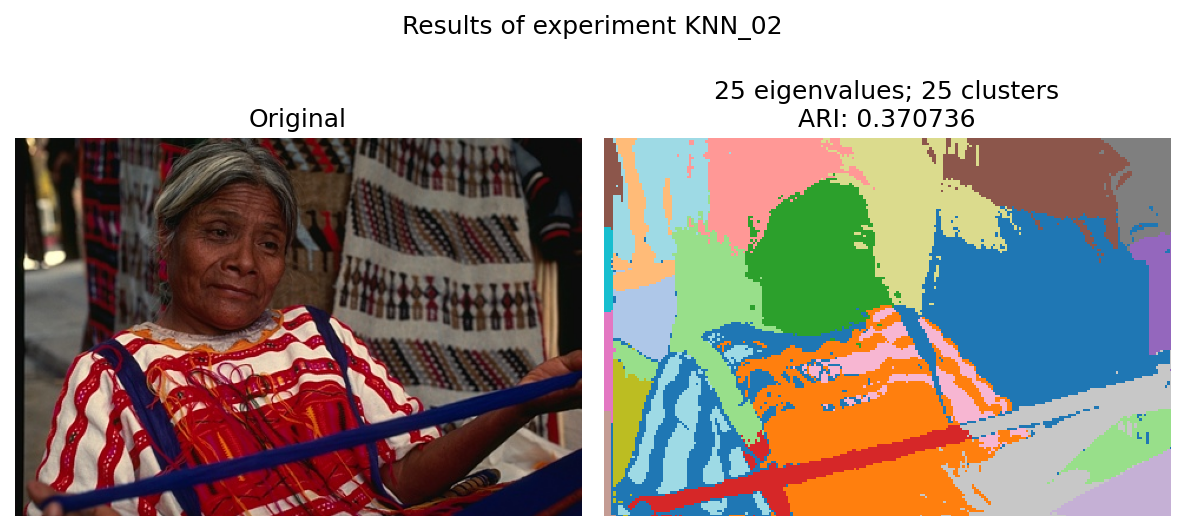 Results of experiment KNN_02
Original
25 eigenvalues; 25 clusters
ARI: 0.370736